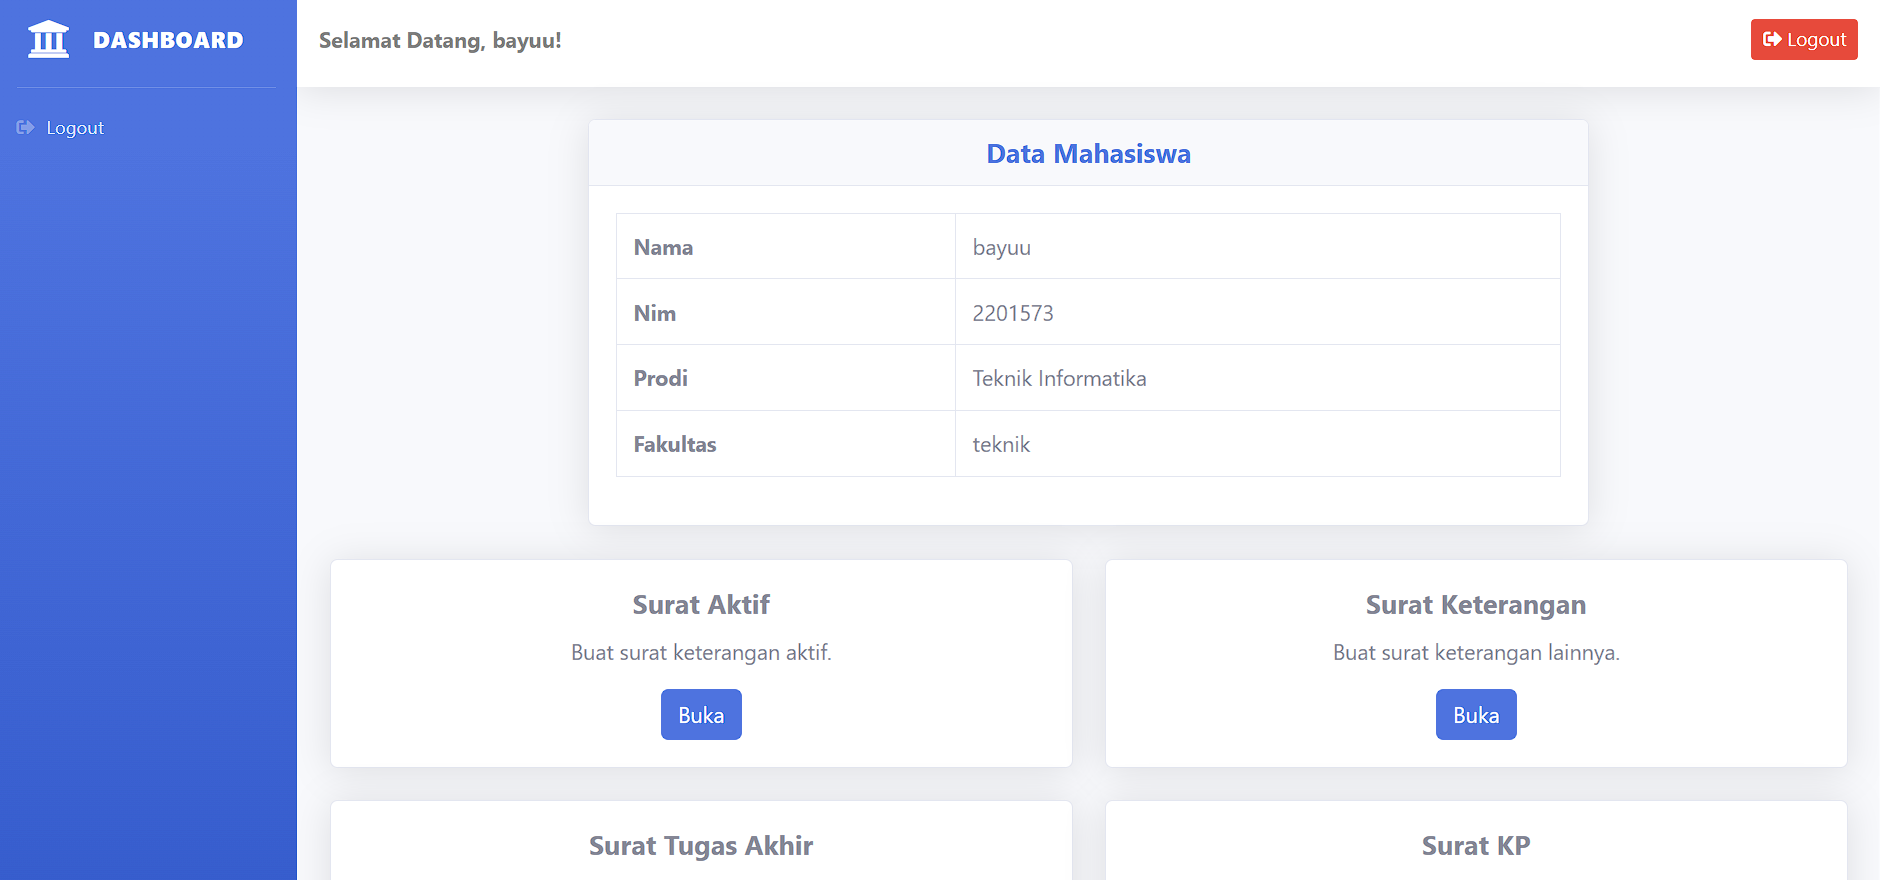 DASHBOARD
Logout
Selamat Datang, bayuu!
Logout
Data Mahasiswa
Nama bayuu
Nim 2201573
Prodi Teknik Informatika
Fakultas teknik
Surat Aktif
Buat surat keterangan aktif.
Buka
Surat Keterangan
Buat surat keterangan lainnya.
Buka
Surat Tugas Akhir
Surat KP